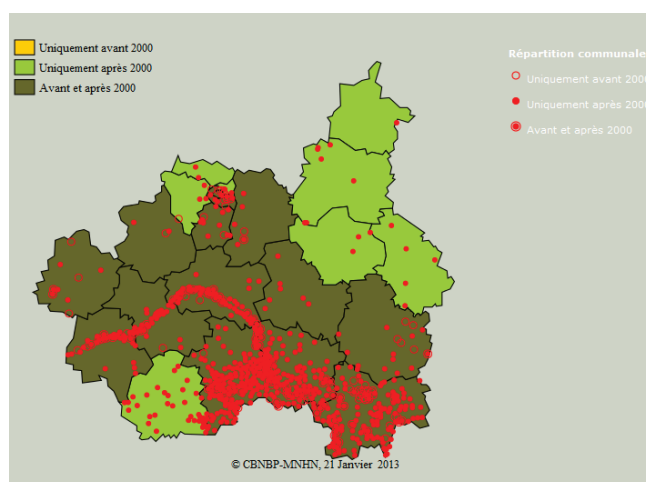 Uniquement avant 2000
Uniquement après 2000
Avant et après 2000
Répartition communale
Uniquement avant 2000
Uniquement après 2000
Avant et après 2000
© CBNBP-MNHN, 21 Janvier 2013